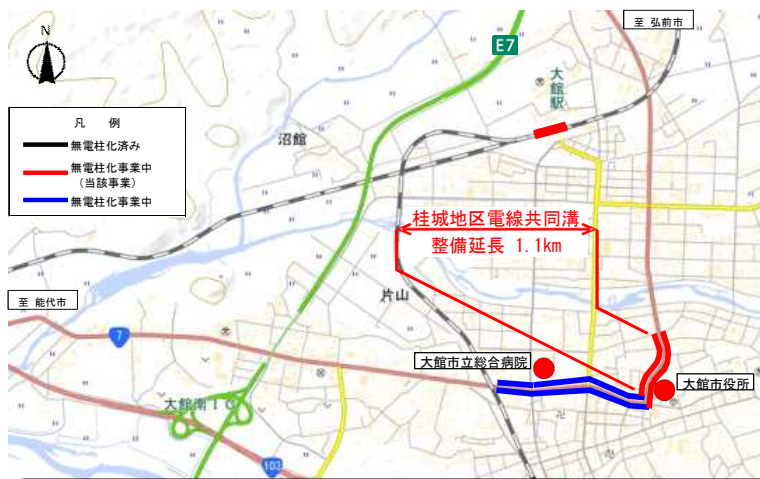 至 弘前市
E7
大館駅
凡 例
無電柱化済み
無電柱化事業中
(当該事業)
無電柱化事業中
沼館
桂城地区電線共同溝
整備延長 1.1km
片山
至 能代市
7
大館市立総合病院
大館市役所
大館南IC
103